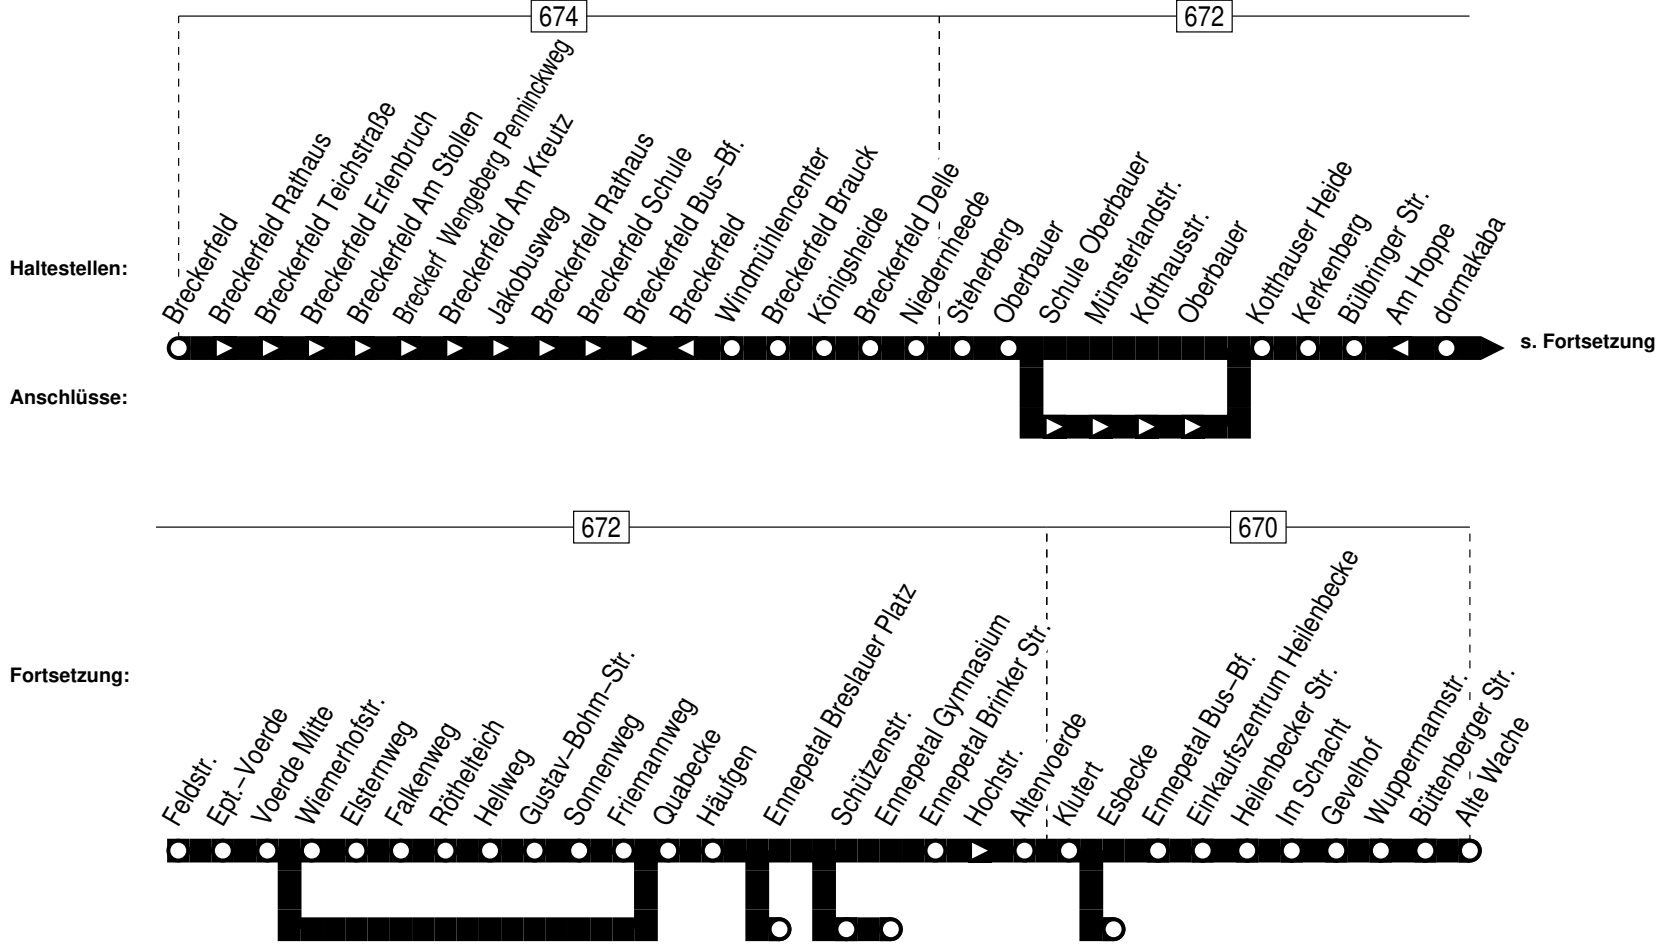 674
672
Haltestellen:
Breckerfeld
Breckerfeld Rathaus
Breckerfeld Teichstraße
Breckerfeld Erlenbruch
Breckerfeld Am Stollen
Breckerf Wengeberg Penninckweg
Breckerfeld Am Kreutz
Jakobusweg
Breckerfeld Rathaus
Breckerfeld Schule
Breckerfeld Bus–Bf.
Breckerfeld
Windmühlencenter
Breckerfeld Brauck
Königsheide
Breckerfeld Delle
Niedernheede
Steherberg
Oberbauer
Schule Oberbauer
Münsterlandstr.
Kotthausstr.
Oberbauer
Kotthauser Heide
Kerkenberg
Bülbringer Str.
Am Hoppe
dormakaba
s. Fortsetzung
Anschlüsse:
672
670
Fortsetzung:
Feldstr.
Ept.–Voerde
Voerde Mitte
Wiemerhofstr.
Elsternweg
Falkenweg
Röthelteich
Hellweg
Gustav–Bohm–Str.
Sonnenweg
Friemannweg
Quabecke
Häufgen
Ennepetal Breslauer Platz
Schützenstr.
Ennepetal Gymnasium
Ennepetal Brinker Str.
Hochstr.
Altenvoerde
Klutert
Esbecke
Ennepetal Bus–Bf.
Einkaufszentrum Heilenbecke
Heilenbecker Str.
Im Schacht
Gevelhof
Wuppermannstr.
Büttenberger Str.
Alte Wache